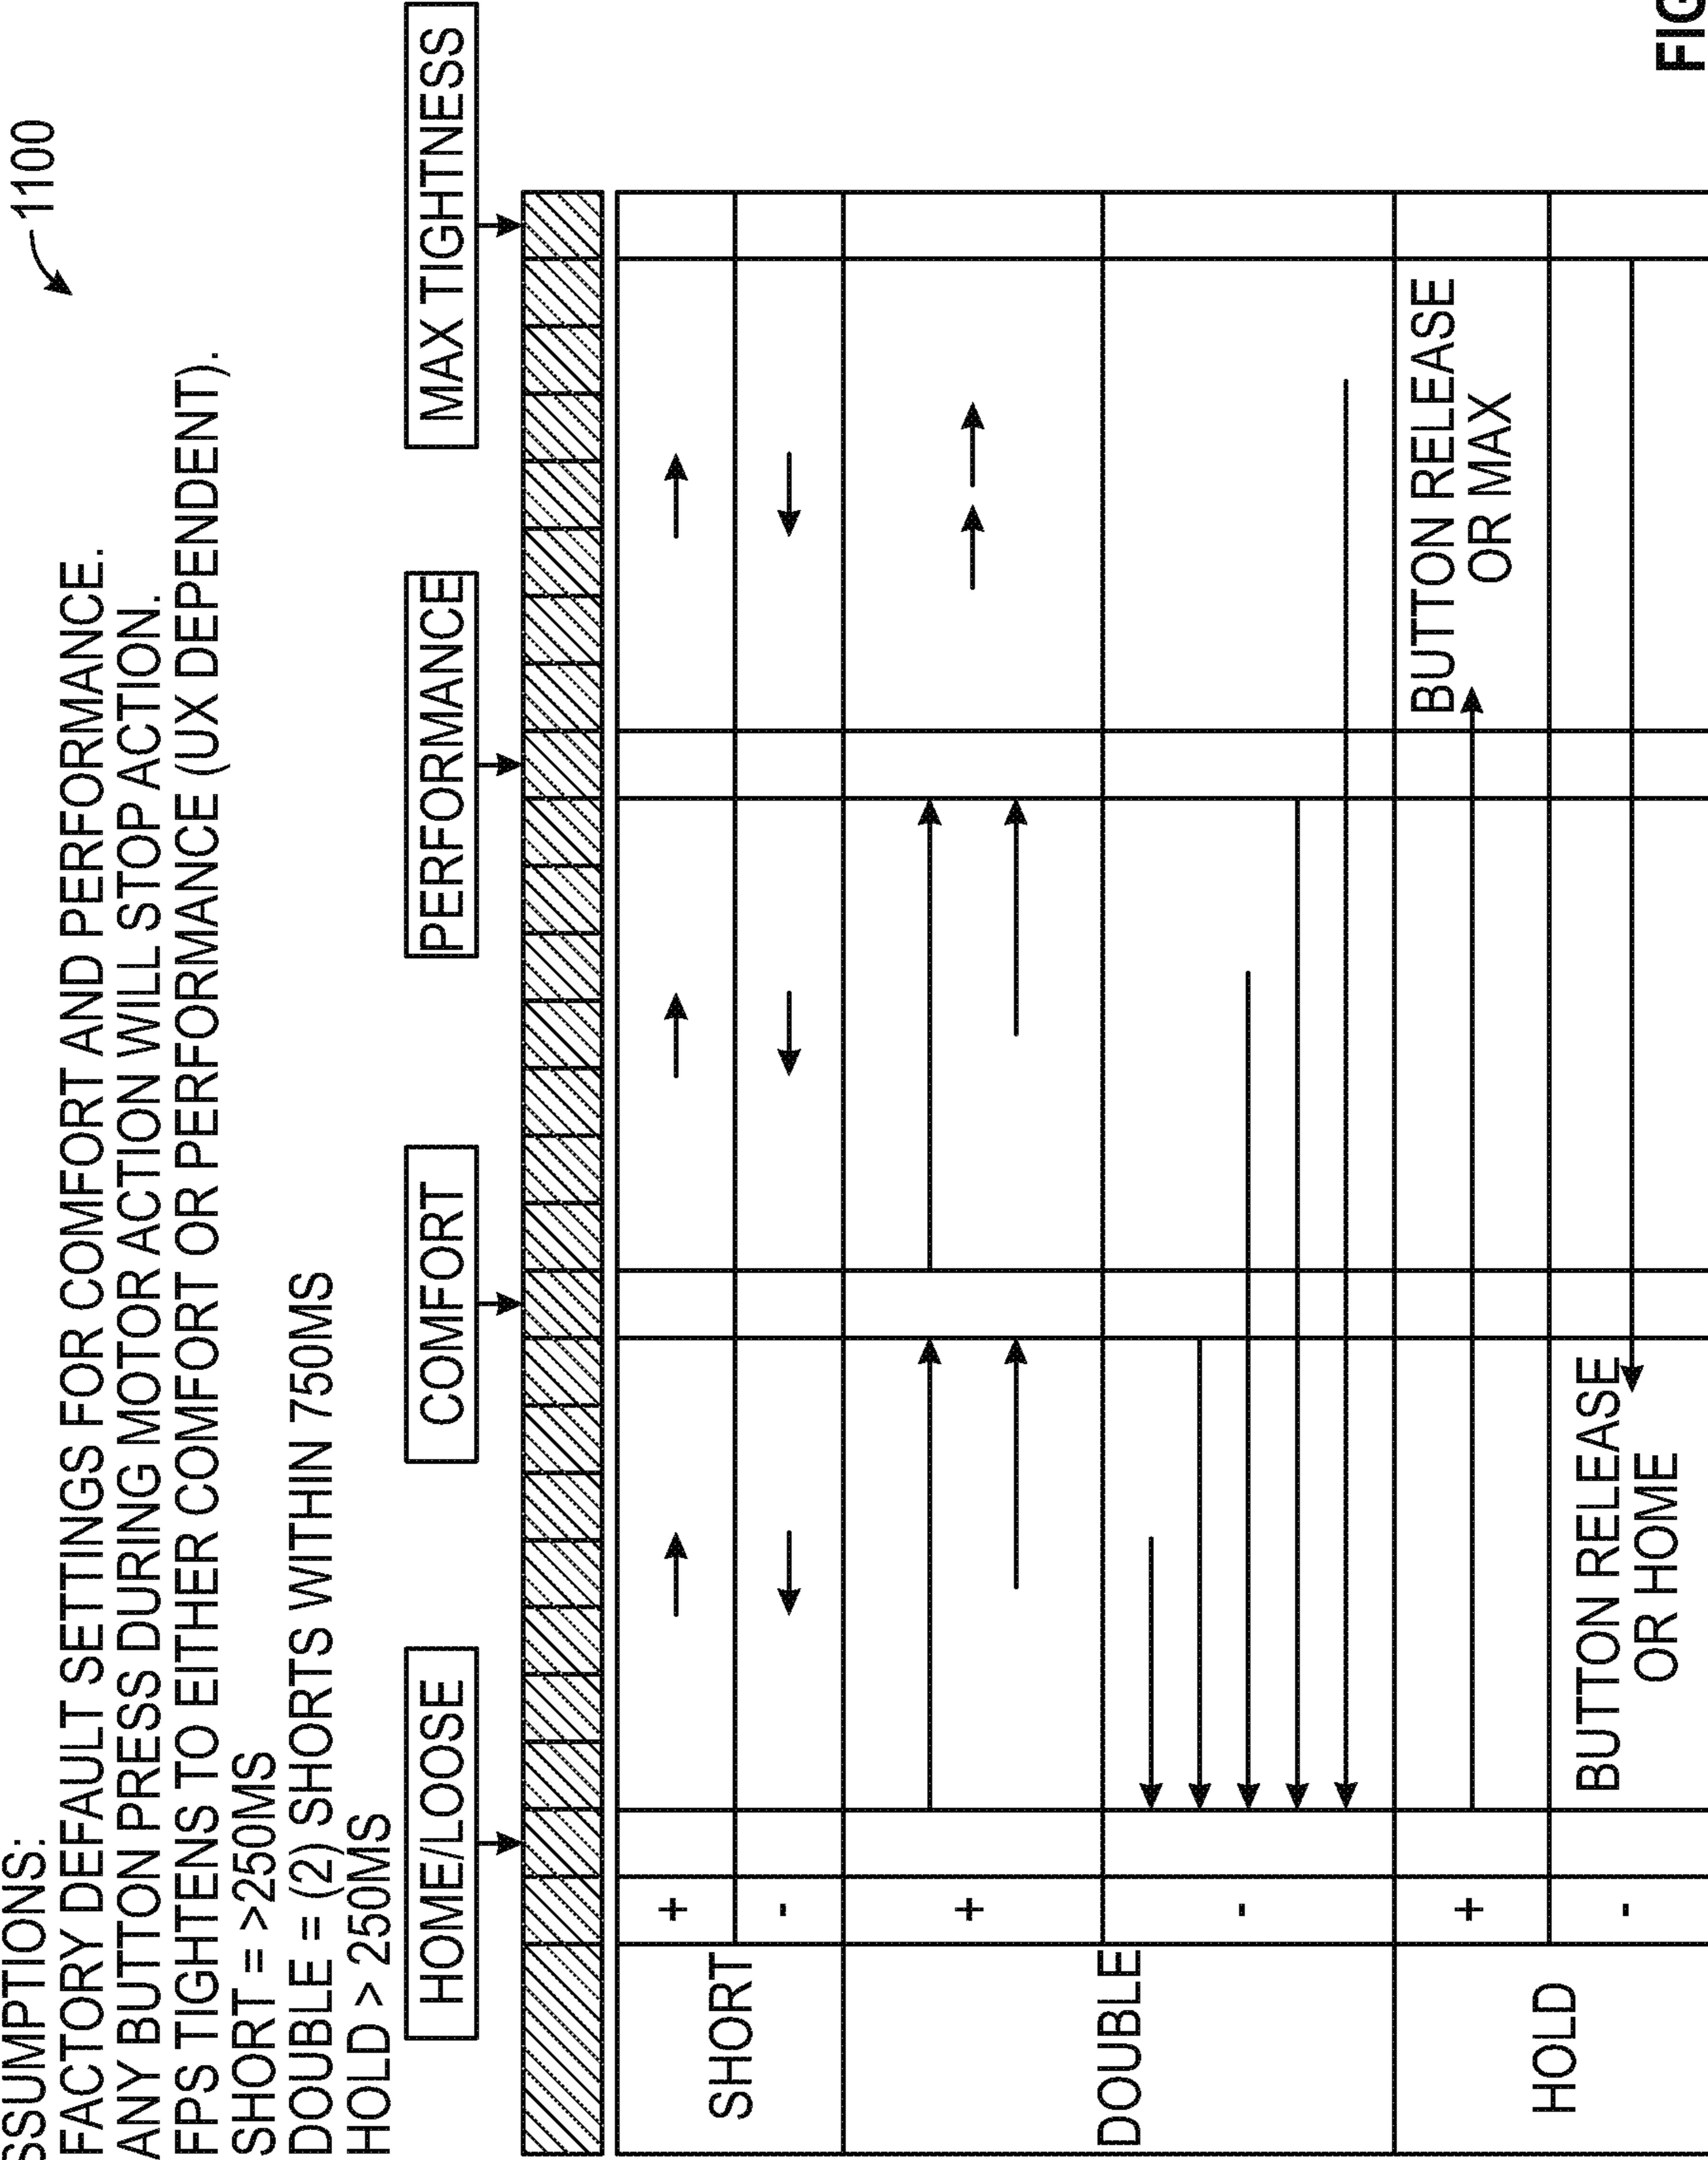 SSUMPTIONS:
FACTORY DEFAULT SETTINGS FOR COMFORT AND PERFORMANCE.
ANY BUTTON PRESS DURING MOTOR ACTION WILL STOP ACTION.
FPS TIGHTENS TO EITHER COMFORT OR PERFORMANCE (UX DEPENDENT).
SHORT = >250MS
DOUBLE = (2) SHORTS WITHIN 750MS
HOLD > 250MS
1100
HOME/LOOSE
COMFORT
PERFORMANCE
MAX TIGHTNESS
SHORT
+
-
DOUBLE
+
-
HOLD
+
BUTTON RELEASE
OR MAX
-
BUTTON RELEASE
OR HOME
FIG